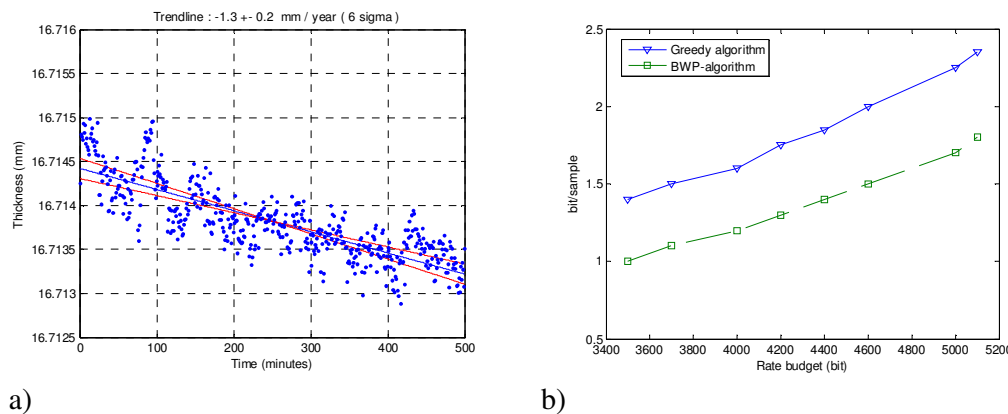 Trendline : -1.3 +- 0.2 mm / year ( 6 sigma )
16.716
16.7155
16.715
16.7145
16.714
16.7135
16.713
16.7125
Thickness (mm)
0 100 200 300 400 500
Time (minutes)
a)
2.5
2
1.5
1
0.5
bit/sample
Greedy algorithm
BWP-algorithm
3400 3600 3800 4000 4200 4400 4600 4800 5000 5200
Rate budget (bit)
b)